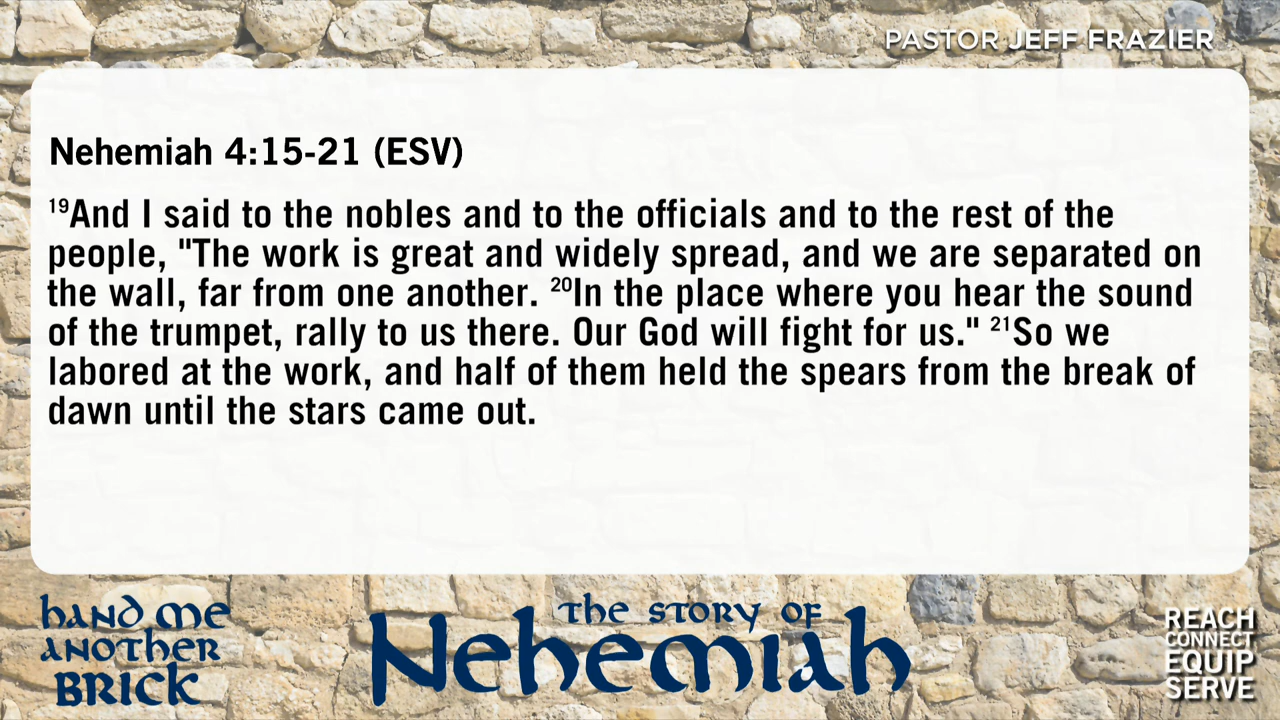 PASTOR JEFF FRAZIER
Nehemiah 4:15-21 (ESV)
¹⁹And I said to the nobles and to the officials and to the rest of the
people, "The work is great and widely spread, and we are separated on
the wall, far from one another. ²⁰In the place where you hear the sound
of the trumpet, rally to us there. Our God will fight for us." ²¹So we
labored at the work, and half of them held the spears from the break of
dawn until the stars came out.
hand me
another
BRICK
the story of
Nehemiah
REACH
CONNECT
EQUIP
SERVE